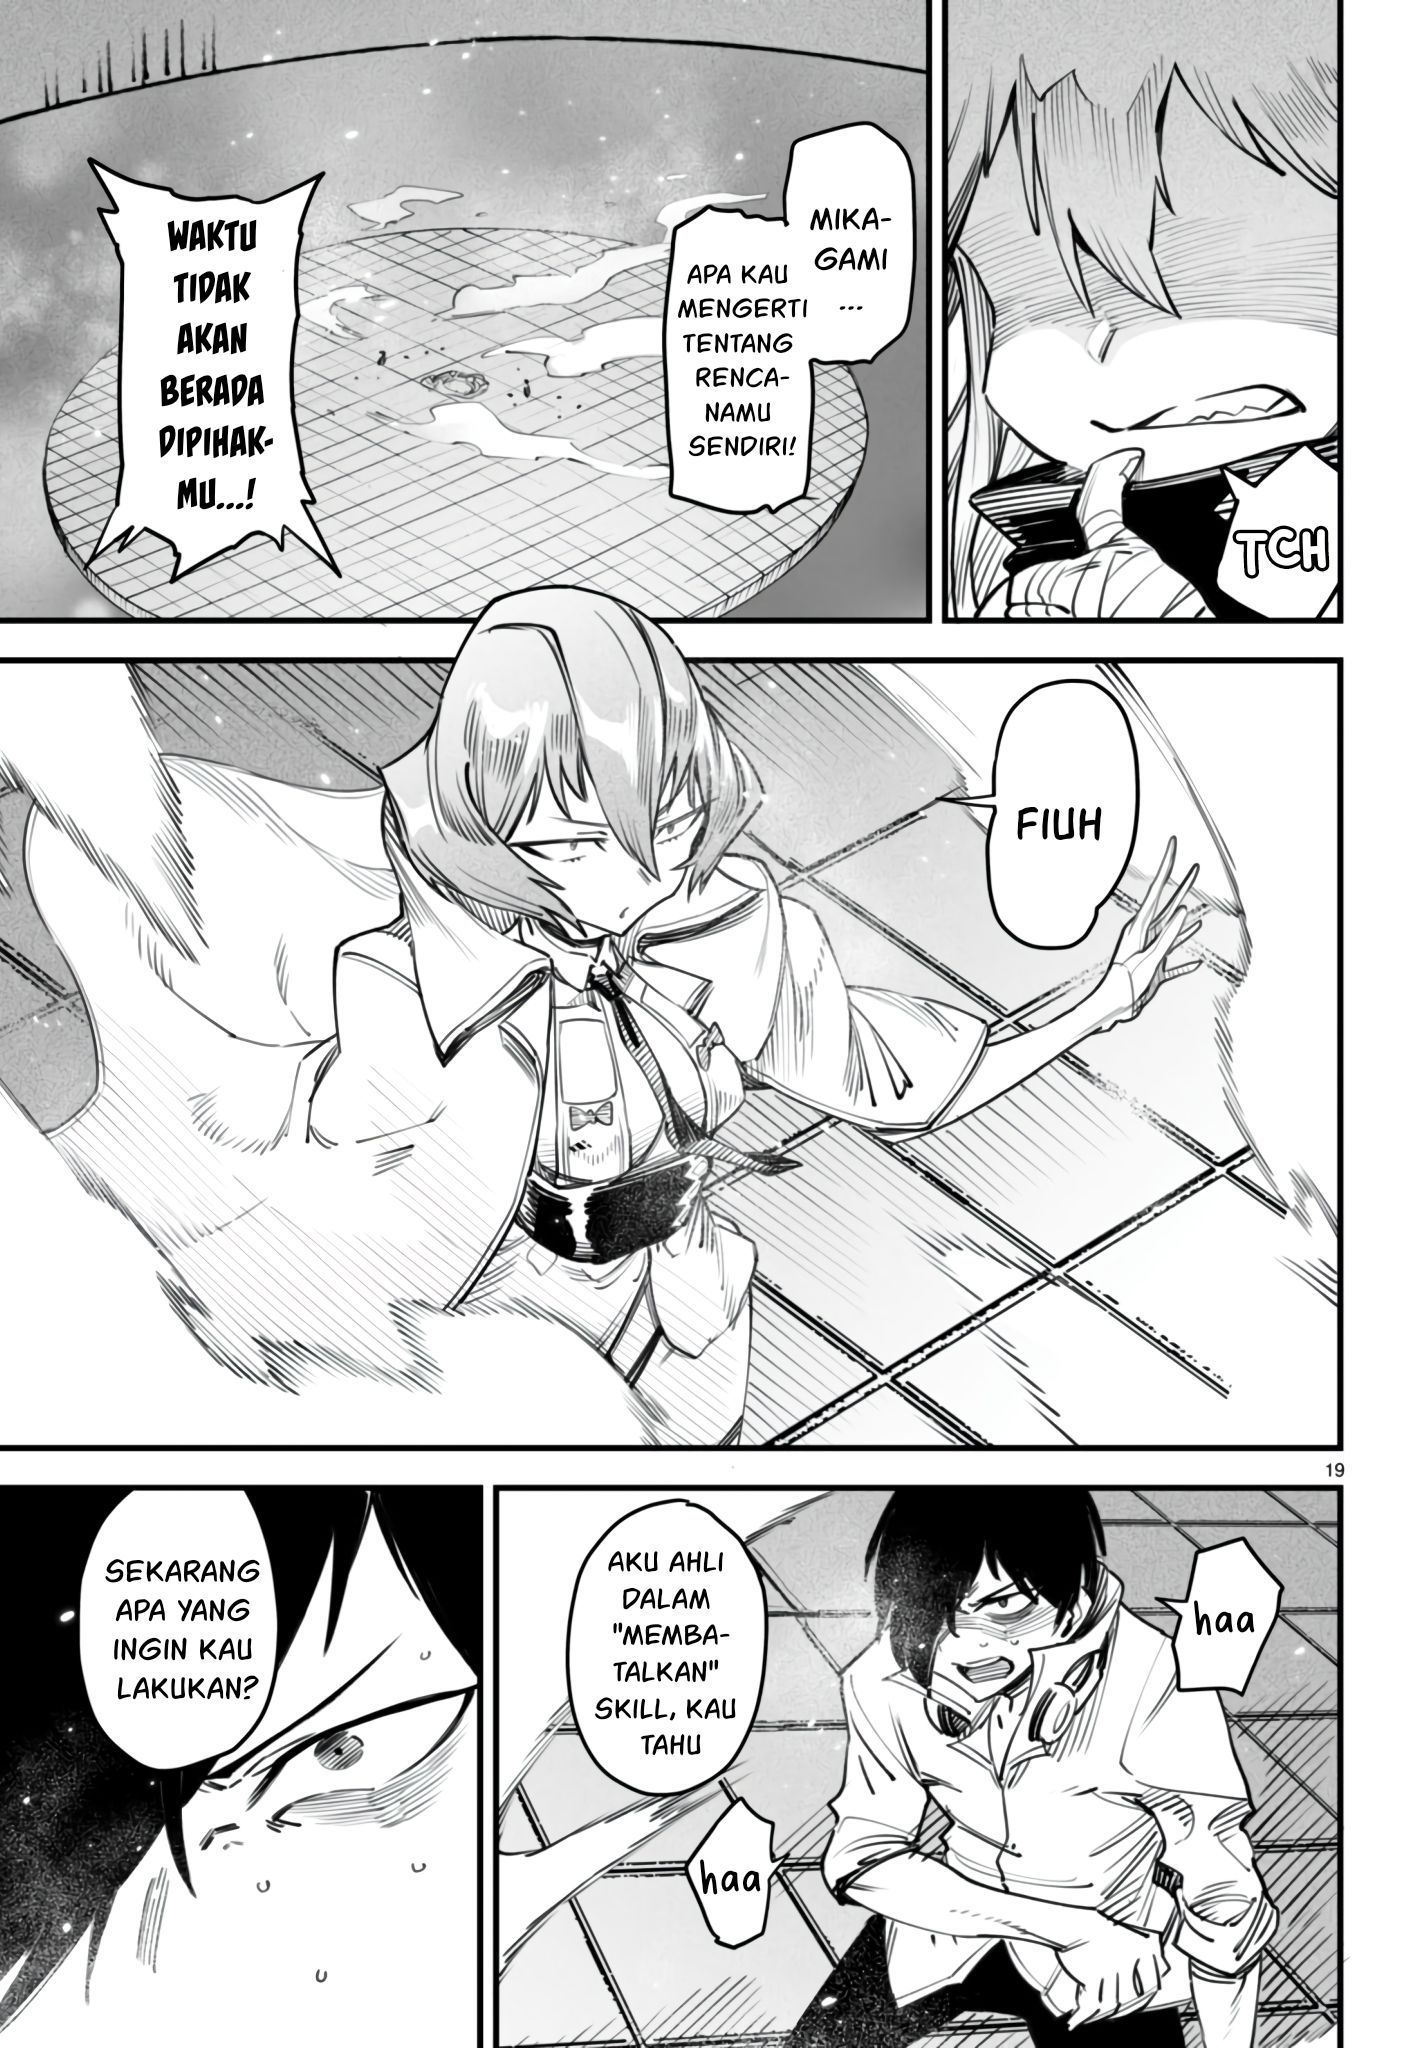 TCH
MIKA-
GAMI
...
APA KAU
MENGERTI
TENTANG
RENCA-
NAMU
SENDIRI!
WAKTU
TIDAK
AKAN
BERADA
DIPIHAK-
MU...!
FIUH
19
haa
AKU AHLI
DALAM
"MEMBA-
TALKAN"
SKILL, KAU
TAHU
haa
SEKARANG
APA YANG
INGIN KAU
LAKUKAN?